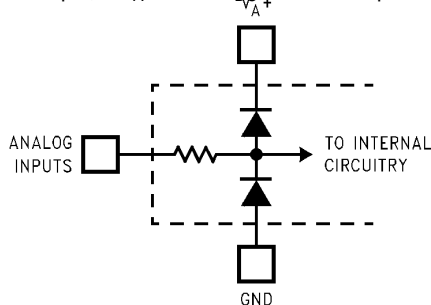 V_A+
ANALOG
INPUTS
TO INTERNAL
CIRCUITRY
GND